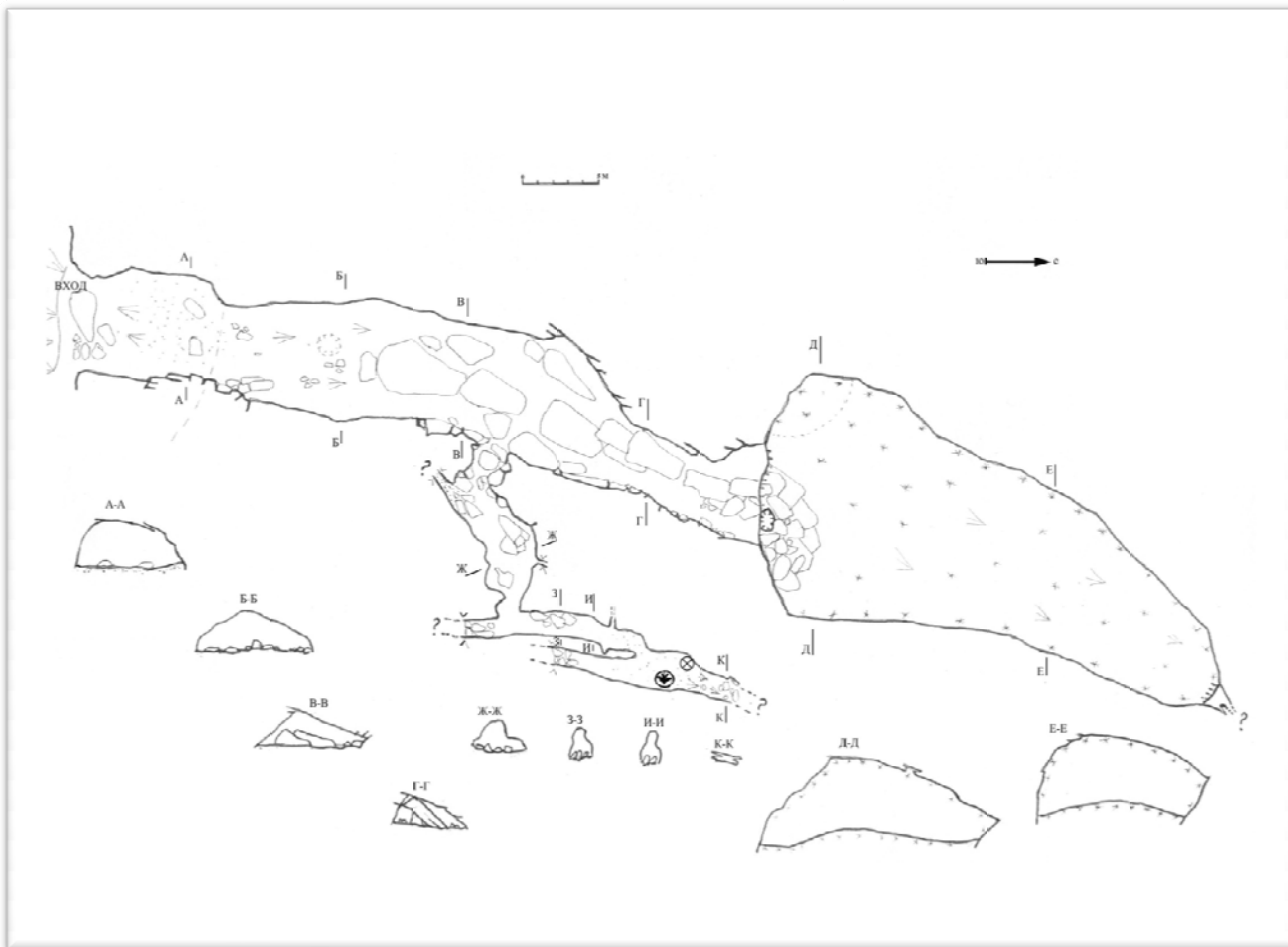 м
ю с
ВХОД
А
Б
В
Г
Д
Е
А
Б
В
Г
Д
Е
?
Ж
Ж
З
И
?
З
И
К
К
?
?
А-А
Б-Б
В-В
Г-Г
Ж-Ж
З-З
И-И
К-К
Д-Д
Е-Е